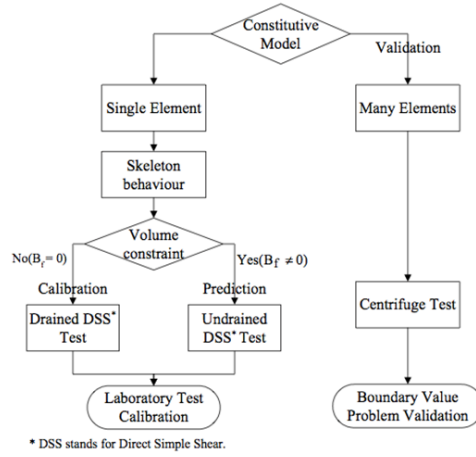 Constitutive
Model
Validation
Single Element
Many Elements
Skeleton
behaviour
Volume
constraint
No(Bf= 0)
Yes(Bf ≠ 0)
Calibration
Prediction
Drained DSS*
Test
Undrained
DSS* Test
Centrifuge Test
Laboratory Test
Calibration
Boundary Value
Problem Validation
* DSS stands for Direct Simple Shear.